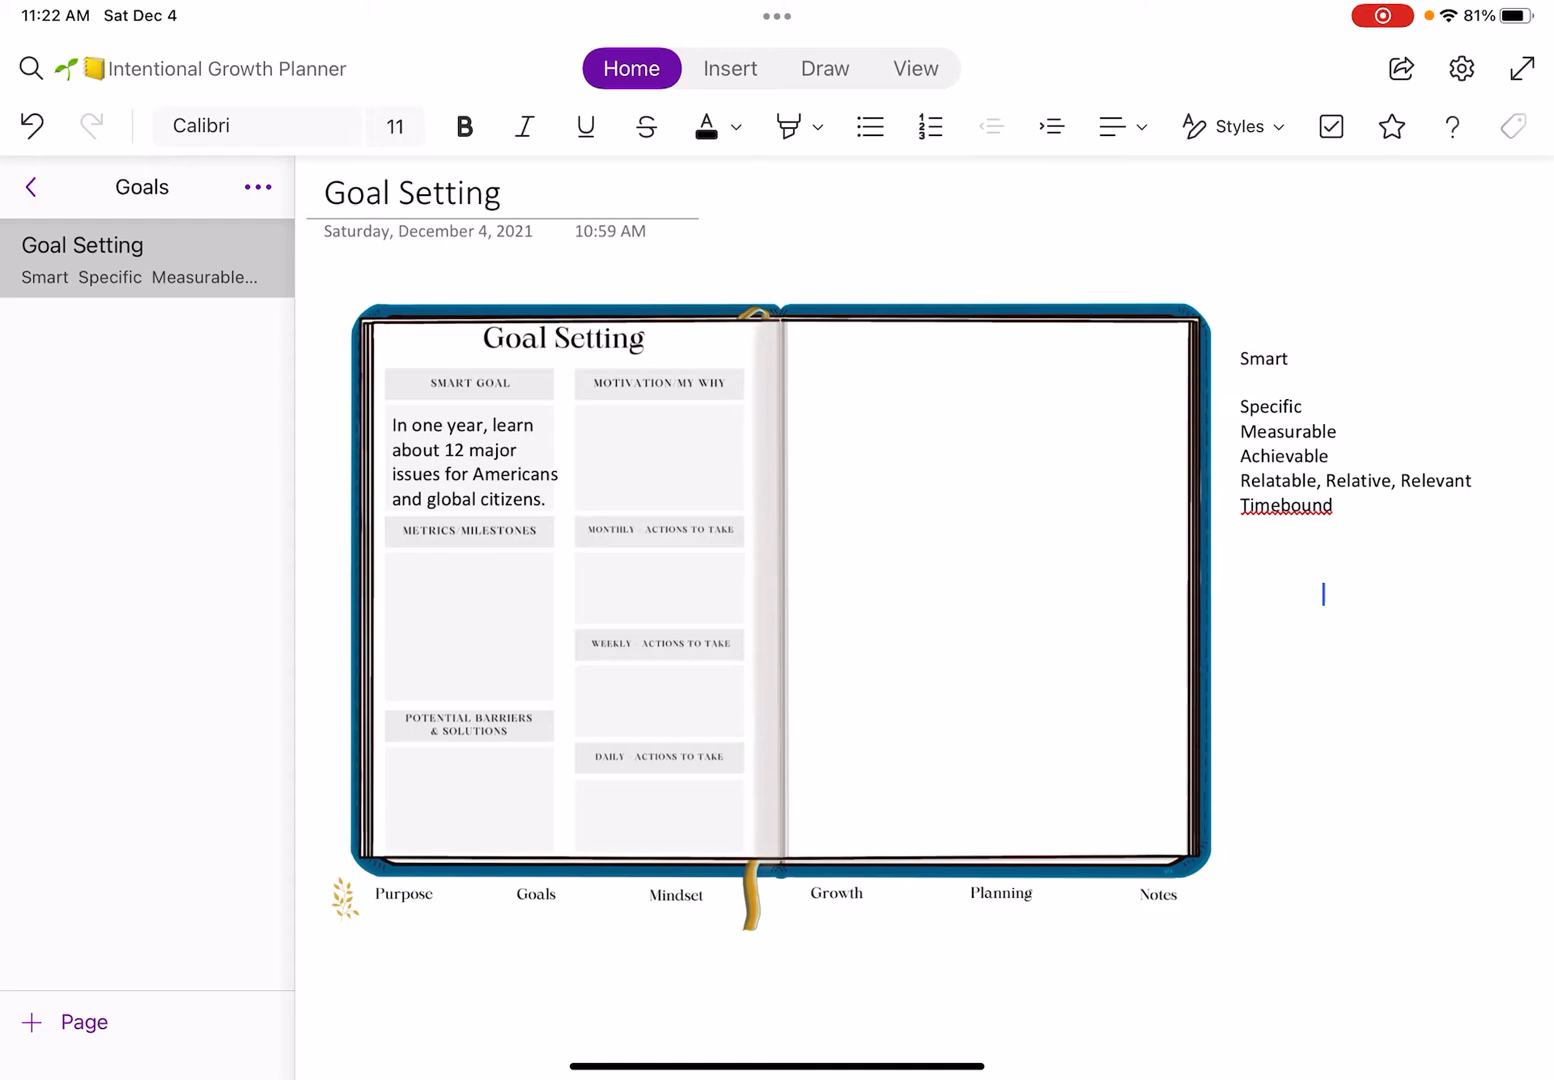 11:22 AM Sat Dec 4
81%
Intentional Growth Planner
Home Insert Draw View
Calibri 11 B I U A Styles ?
Goals
Goal Setting
Smart Specific Measurable...
Page
Goal Setting
Saturday, December 4, 2021 10:59 AM
Goal Setting
SMART GOAL
In one year, learn
about 12 major
issues for Americans
and global citizens.
METRICS/MILESTONES
POTENTIAL BARRIERS
& SOLUTIONS
MOTIVATION/MY WHY
MONTHLY - ACTIONS TO TAKE
WEEKLY - ACTIONS TO TAKE
DAILY - ACTIONS TO TAKE
Smart
Specific
Measurable
Achievable
Relatable, Relative, Relevant
Timebound
Purpose Goals Mindset Growth Planning Notes